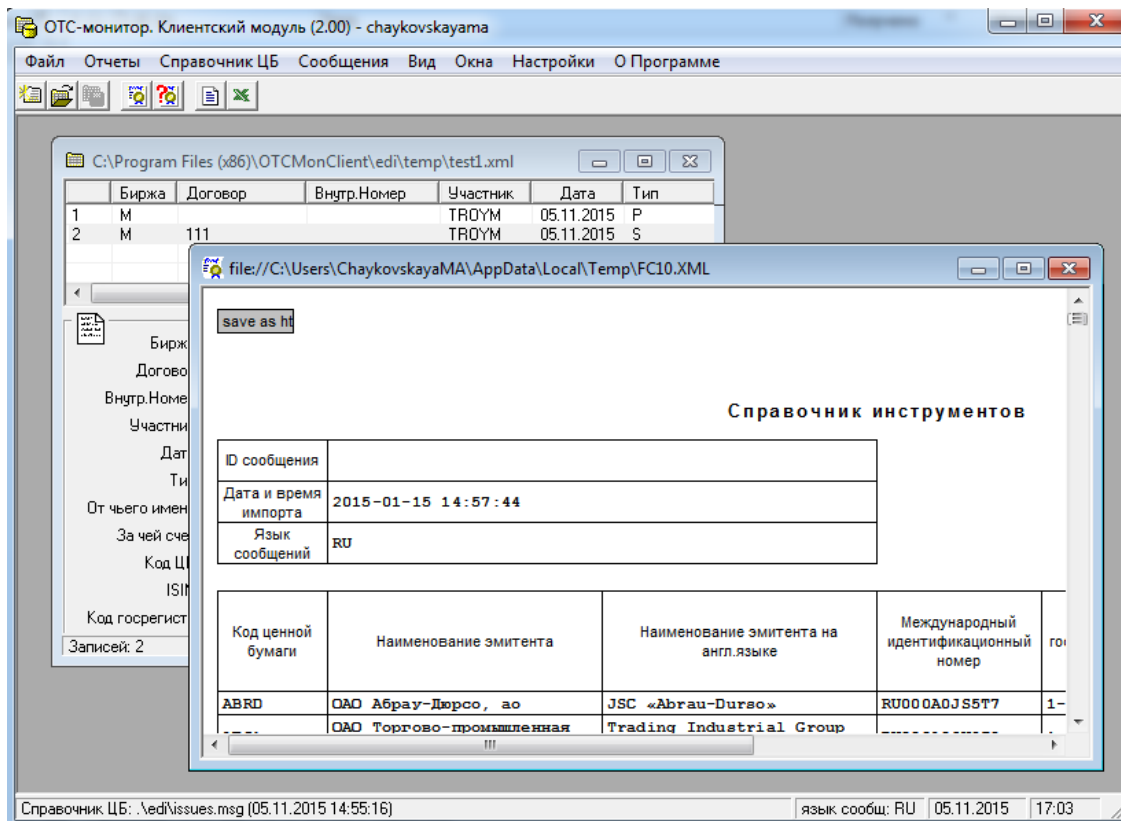 ОТС-монитор. Клиентский модуль (2.00) - chaykovskayama
Файл Отчеты Справочник ЦБ Сообщения Вид Окна Настройки О Программе
C:\Program Files (x86)\OTCMonClient\edi\temp\test1.xml
Биржа Договор Внутр.Номер Участник Дата Тип
1 M TROYM 05.11.2015 P
2 M 111 TROYM 05.11.2015 S
file://C:\Users\ChaykovskayaMA\AppData\Local\Temp\FC10.XML
save as ht
Справочник инструментов
ID сообщения
Дата и время импорта 2015-01-15 14:57:44
Язык сообщений RU
Код ценной бумаги Наименование эмитента Наименование эмитента на англ.языке Международный идентификационный номер го
ABRD ОАО Абрау-Дюрсо, ао JSC «Abrau-Durso» RU000A0JS5T7 1-
ОАО Торгово-промышленная Trading Industrial Group
Бирж
Догово
Внутр.Номе
Участни
Дат
Ти
От чьего имен
За чей сче
Код Ц
ISI
Код госрегист
Записей: 2
Справочник ЦБ: .\edi\issues.msg (05.11.2015 14:55:16) язык сообщ: RU 05.11.2015 17:03